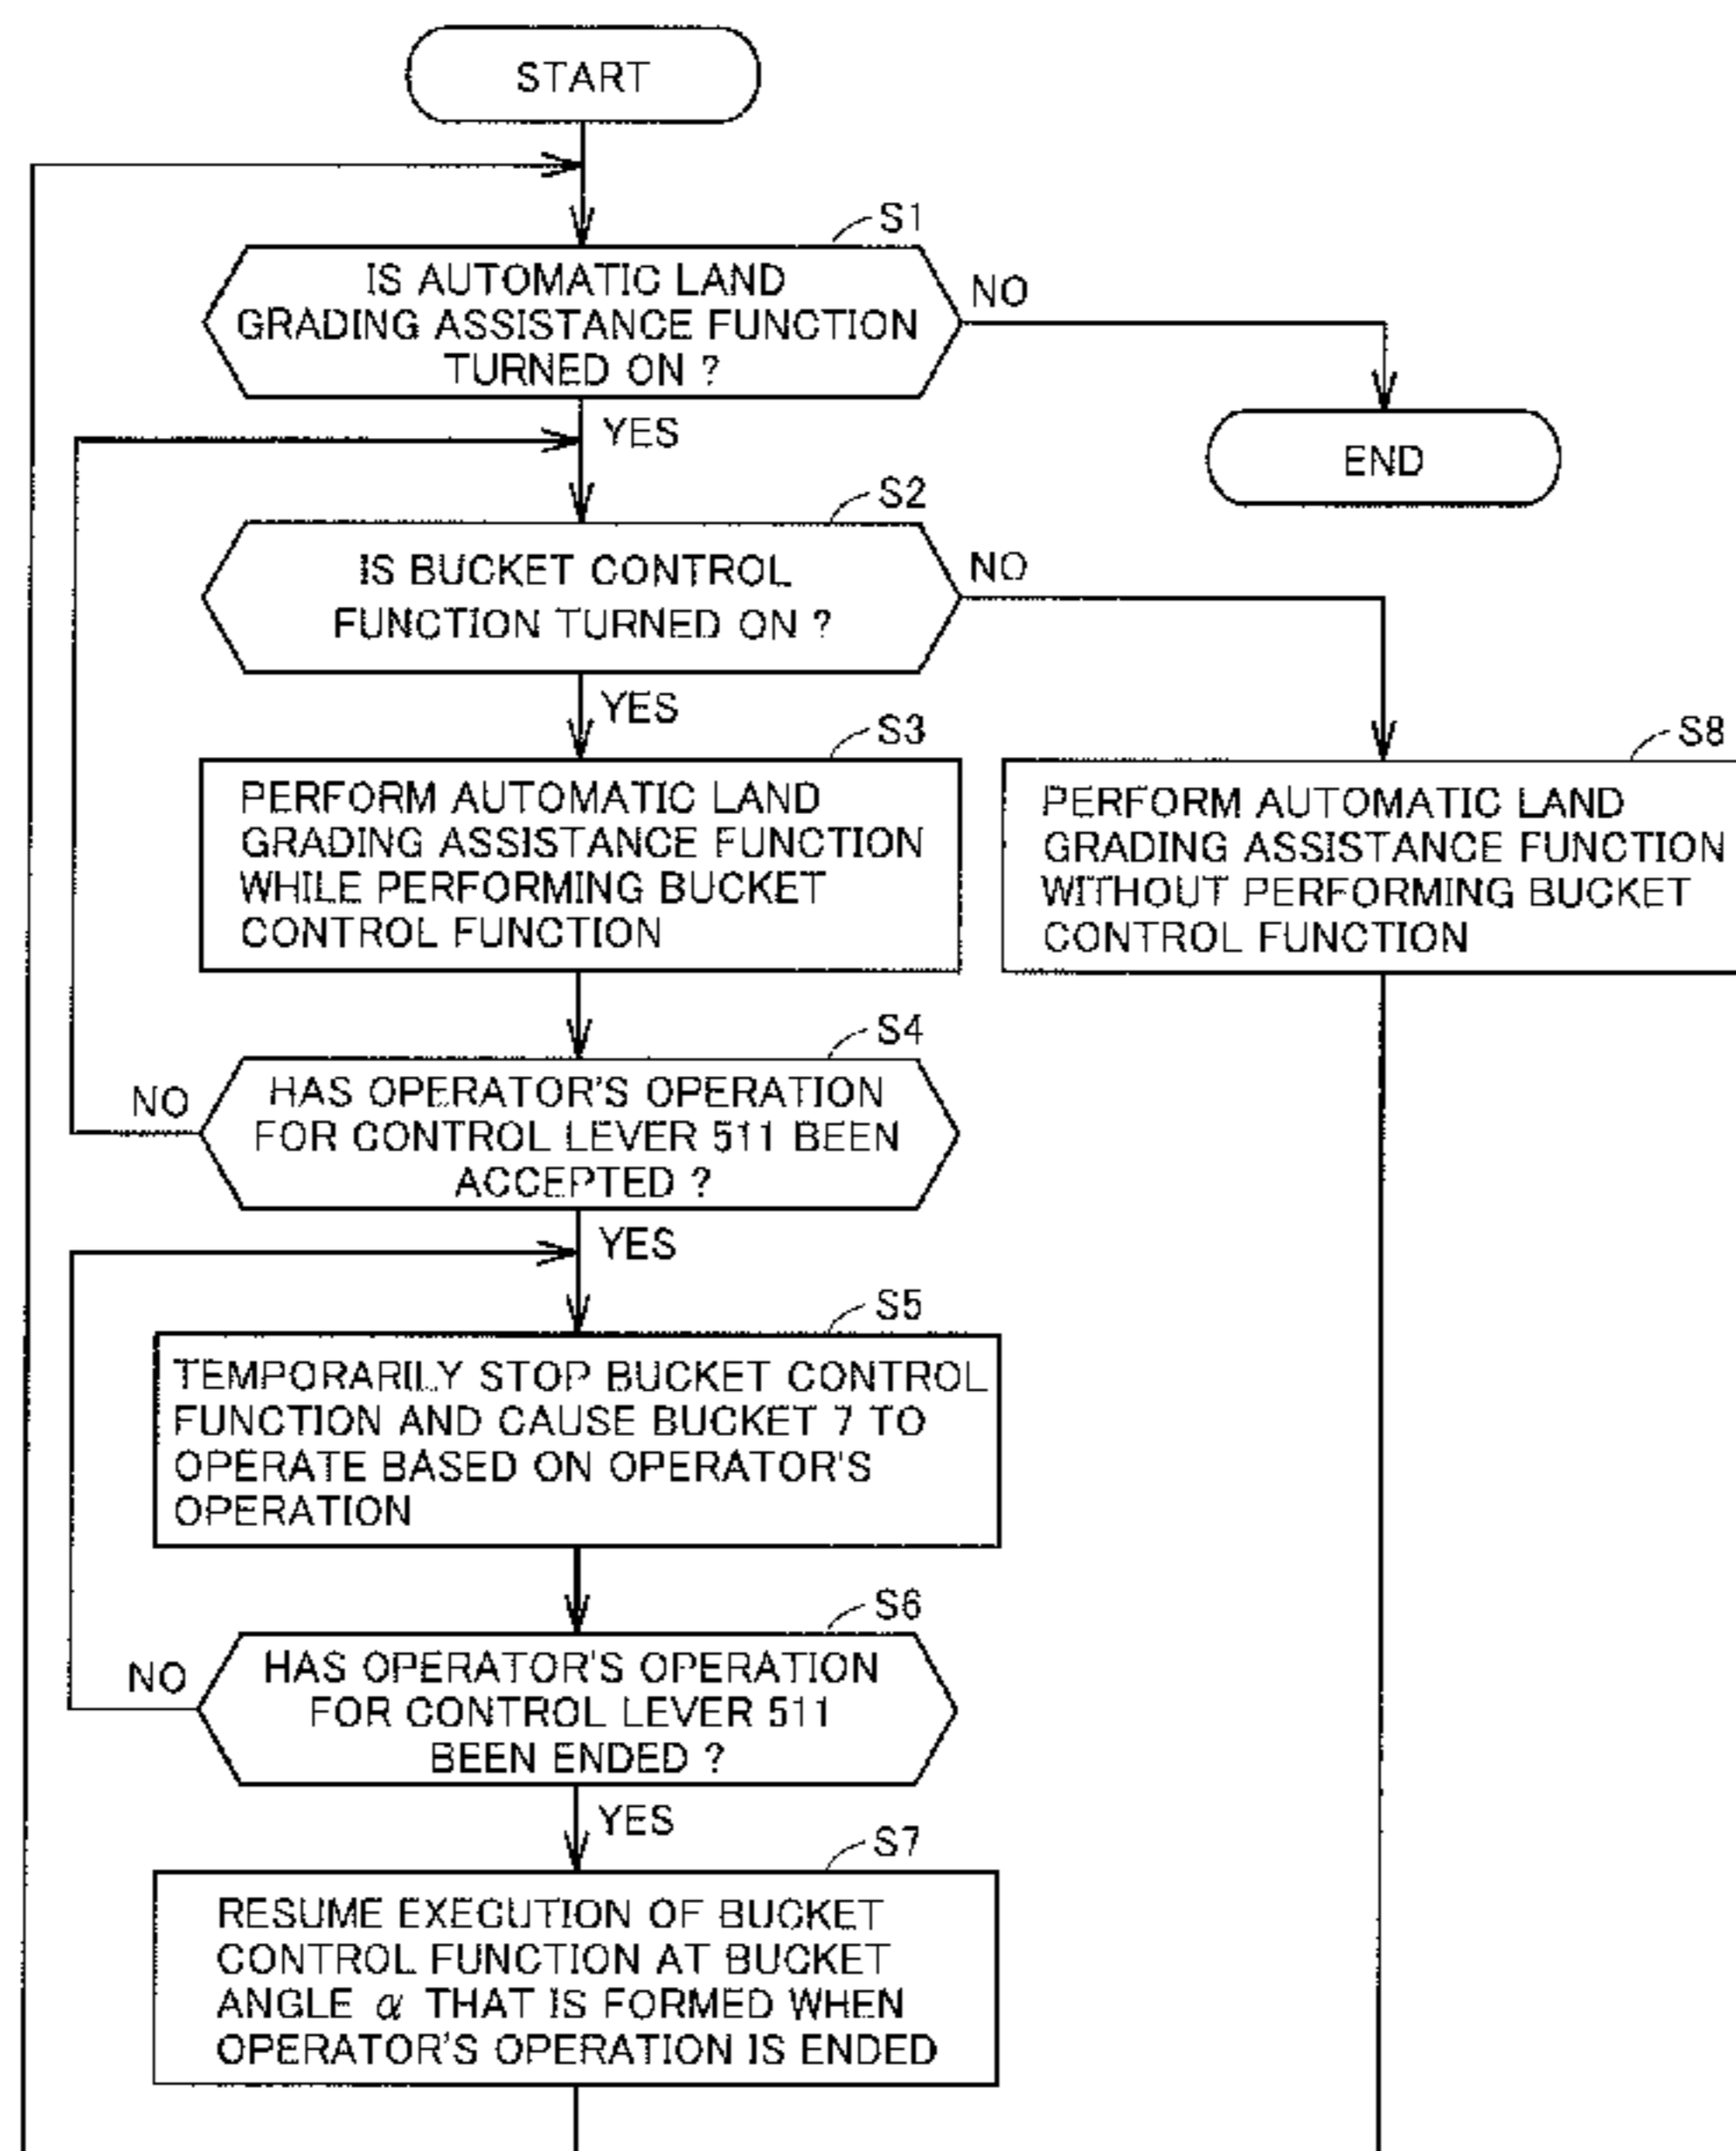 START
S1
IS AUTOMATIC LAND
GRADING ASSISTANCE FUNCTION
TURNED ON ?
NO
YES
END
S2
IS BUCKET CONTROL
FUNCTION TURNED ON ?
NO
YES
S3
PERFORM AUTOMATIC LAND
GRADING ASSISTANCE FUNCTION
WHILE PERFORMING BUCKET
CONTROL FUNCTION
S8
PERFORM AUTOMATIC LAND
GRADING ASSISTANCE FUNCTION
WITHOUT PERFORMING BUCKET
CONTROL FUNCTION
S4
HAS OPERATOR'S OPERATION
FOR CONTROL LEVER 511 BEEN
ACCEPTED ?
NO
YES
S5
TEMPORARILY STOP BUCKET CONTROL
FUNCTION AND CAUSE BUCKET 7 TO
OPERATE BASED ON OPERATOR'S
OPERATION
S6
HAS OPERATOR'S OPERATION
FOR CONTROL LEVER 511
BEEN ENDED ?
NO
YES
S7
RESUME EXECUTION OF BUCKET
CONTROL FUNCTION AT BUCKET
ANGLE α THAT IS FORMED WHEN
OPERATOR'S OPERATION IS ENDED